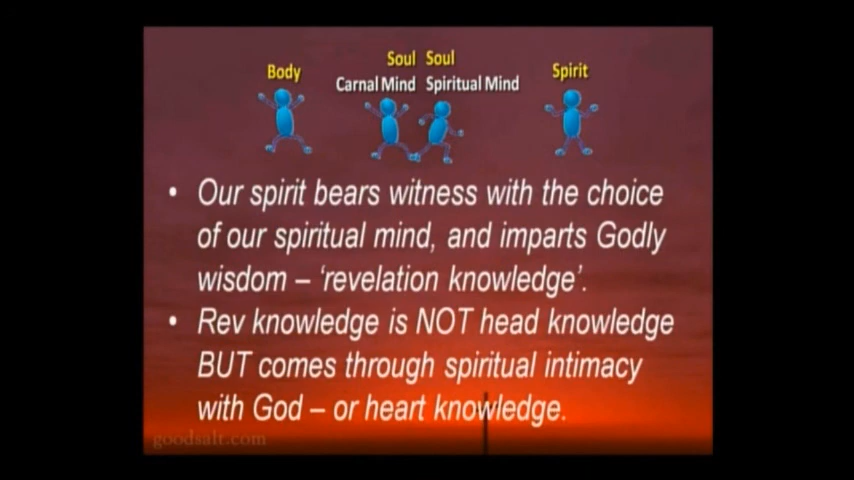 Soul Soul
Body
Spirit
Carnal Mind Spiritual Mind
• Our spirit bears witness with the choice
of our spiritual mind, and imparts Godly
wisdom – ‘revelation knowledge’.
• Rev knowledge is NOT head knowledge
BUT comes through spiritual intimacy
with God – or heart knowledge.
goodsalt.com